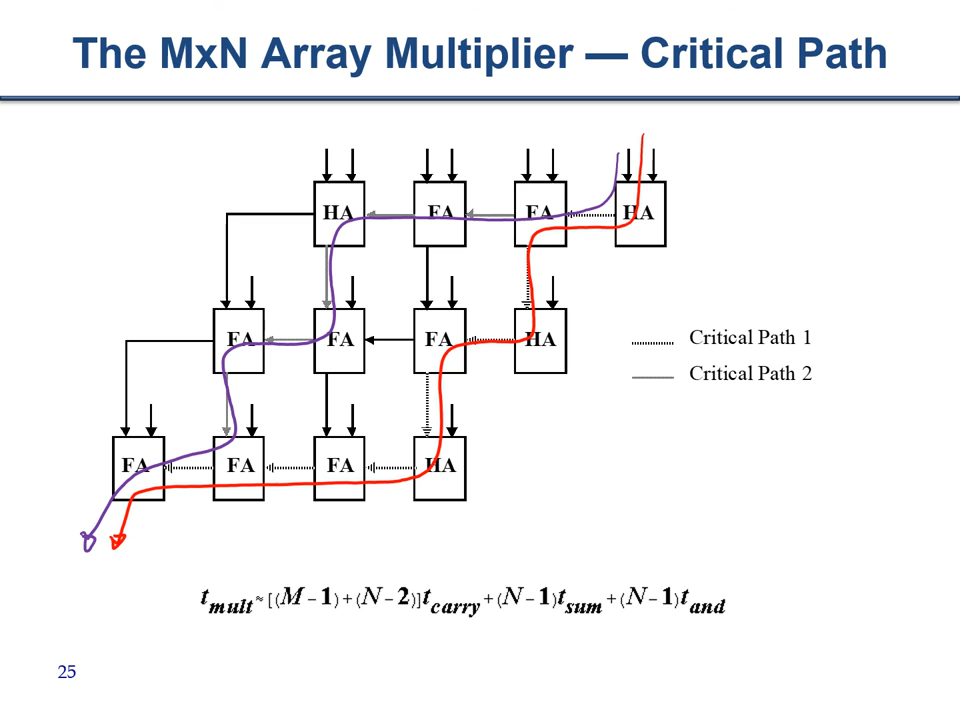 The MxN Array Multiplier — Critical Path
HA FA FA HA
FA FA FA HA
Critical Path 1
Critical Path 2
FA FA FA HA
t_mult ≈ [(M − 1) + (N − 2)]t_carry + (N − 1)t_sum + (N − 1)t_and
25